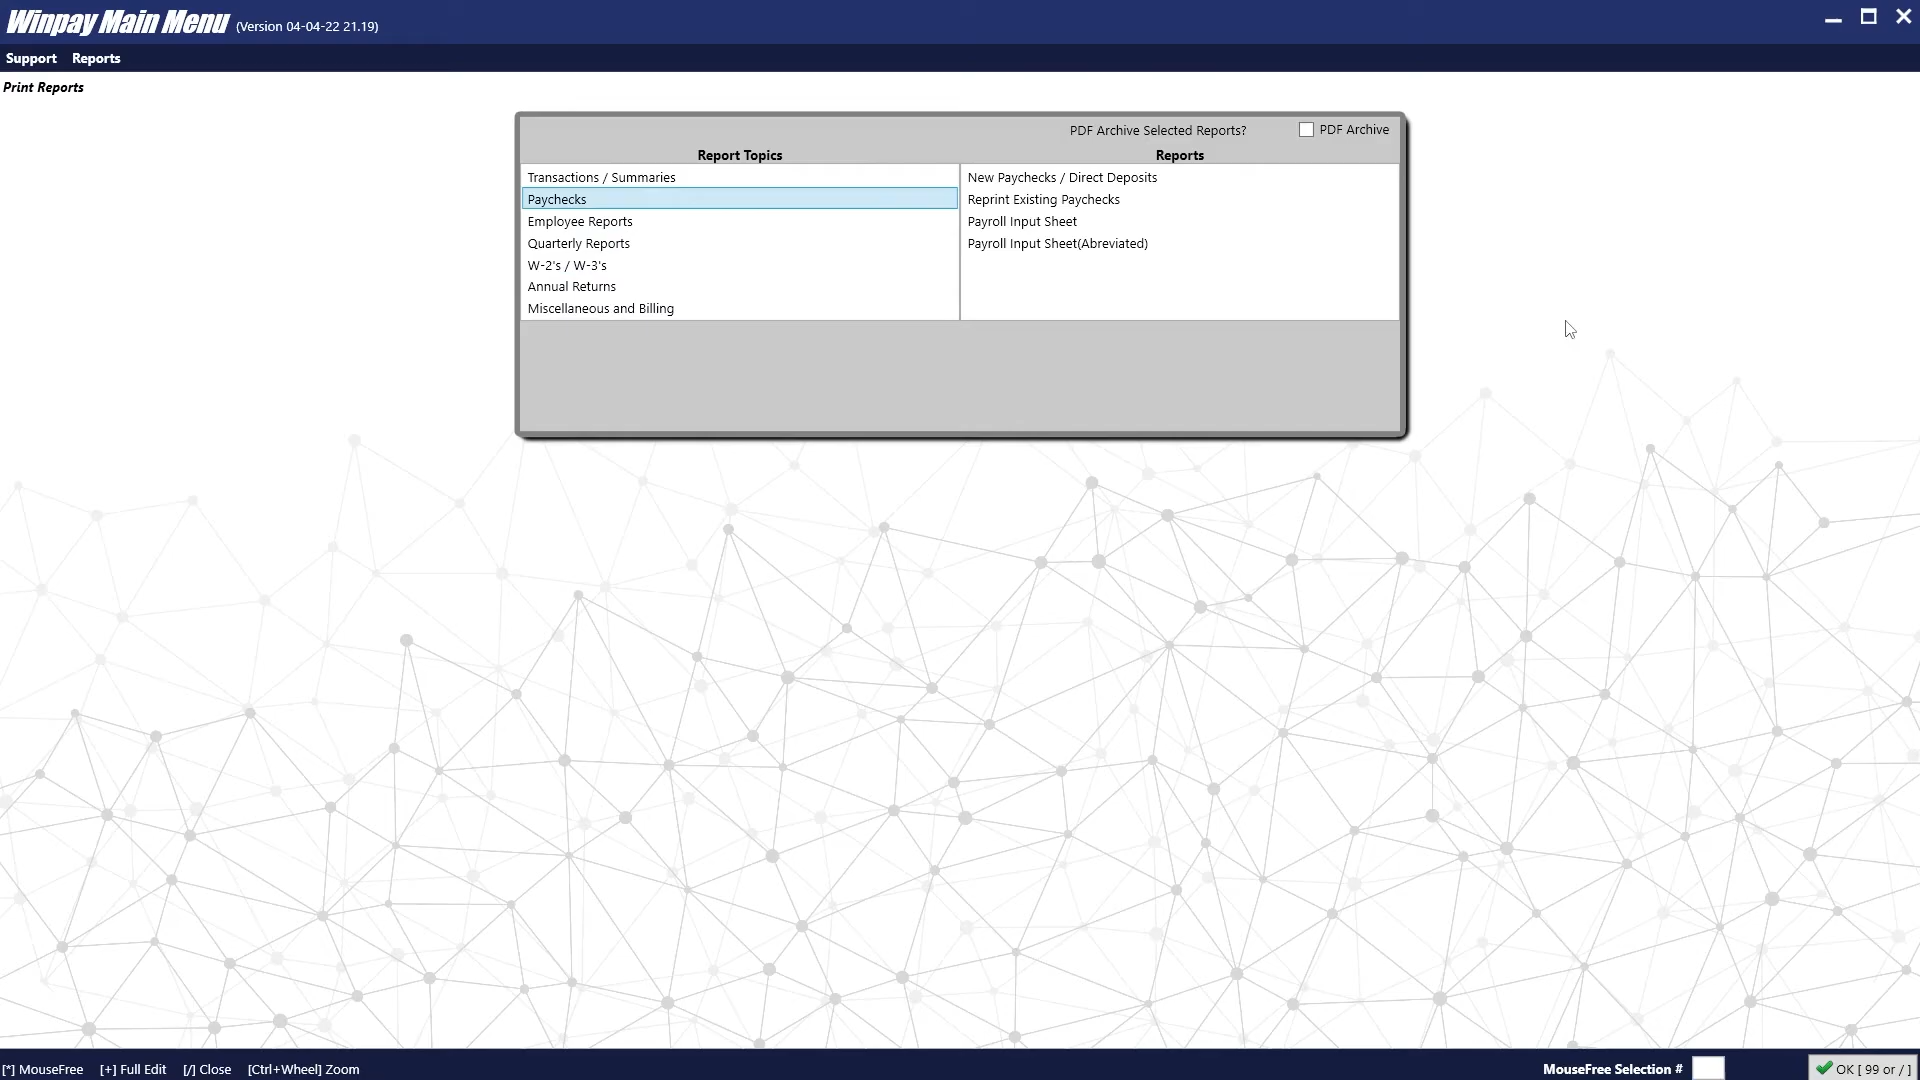 Winpay Main Menu (Version 04-04-22 21.19)
Support Reports
Print Reports
PDF Archive Selected Reports? PDF Archive
Report Topics
Transactions / Summaries
Paychecks
Employee Reports
Quarterly Reports
W-2's / W-3's
Annual Returns
Miscellaneous and Billing
Reports
New Paychecks / Direct Deposits
Reprint Existing Paychecks
Payroll Input Sheet
Payroll Input Sheet(Abreviated)
[*] MouseFree [+] Full Edit [/] Close [Ctrl+Wheel] Zoom MouseFree Selection # OK [ 99 or / ]